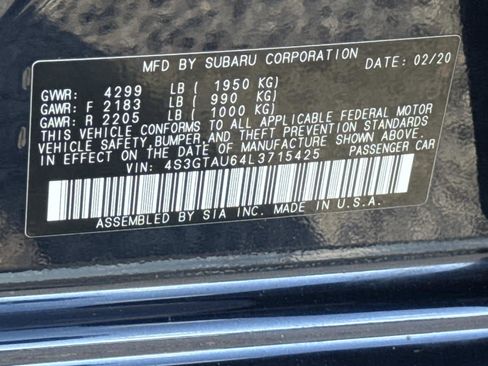 MFD BY SUBARU CORPORATION DATE: 02/20
GVWR: 4299 LB ( 1950 KG)
GAWR: F 2183 LB ( 990 KG)
GAWR: R 2205 LB ( 1000 KG)
THIS VEHICLE CONFORMS TO ALL APPLICABLE FEDERAL MOTOR
VEHICLE SAFETY,BUMPER AND THEFT PREVENTION STANDARDS
IN EFFECT ON THE DATE OF MANUFACTURE SHOWN ABOVE.
VIN: 4S3GTAU64L3715425 PASSENGER CAR
ASSEMBLED BY SIA INC. MADE IN U.S.A.